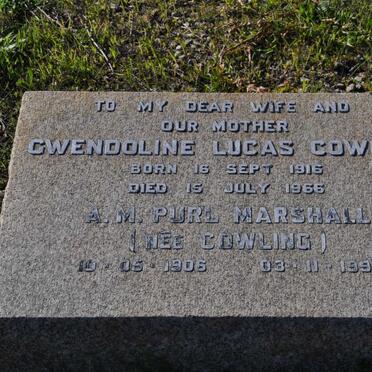 TO MY DEAR WIFE AND
OUR MOTHER
GWENDOLINE LUCAS COW
BORN 16 SEPT 1916
DIED 15 JULY 1966
A.M. PURL MARSHALL
(NÉE COWLING)
10-05-1906 03-11-199